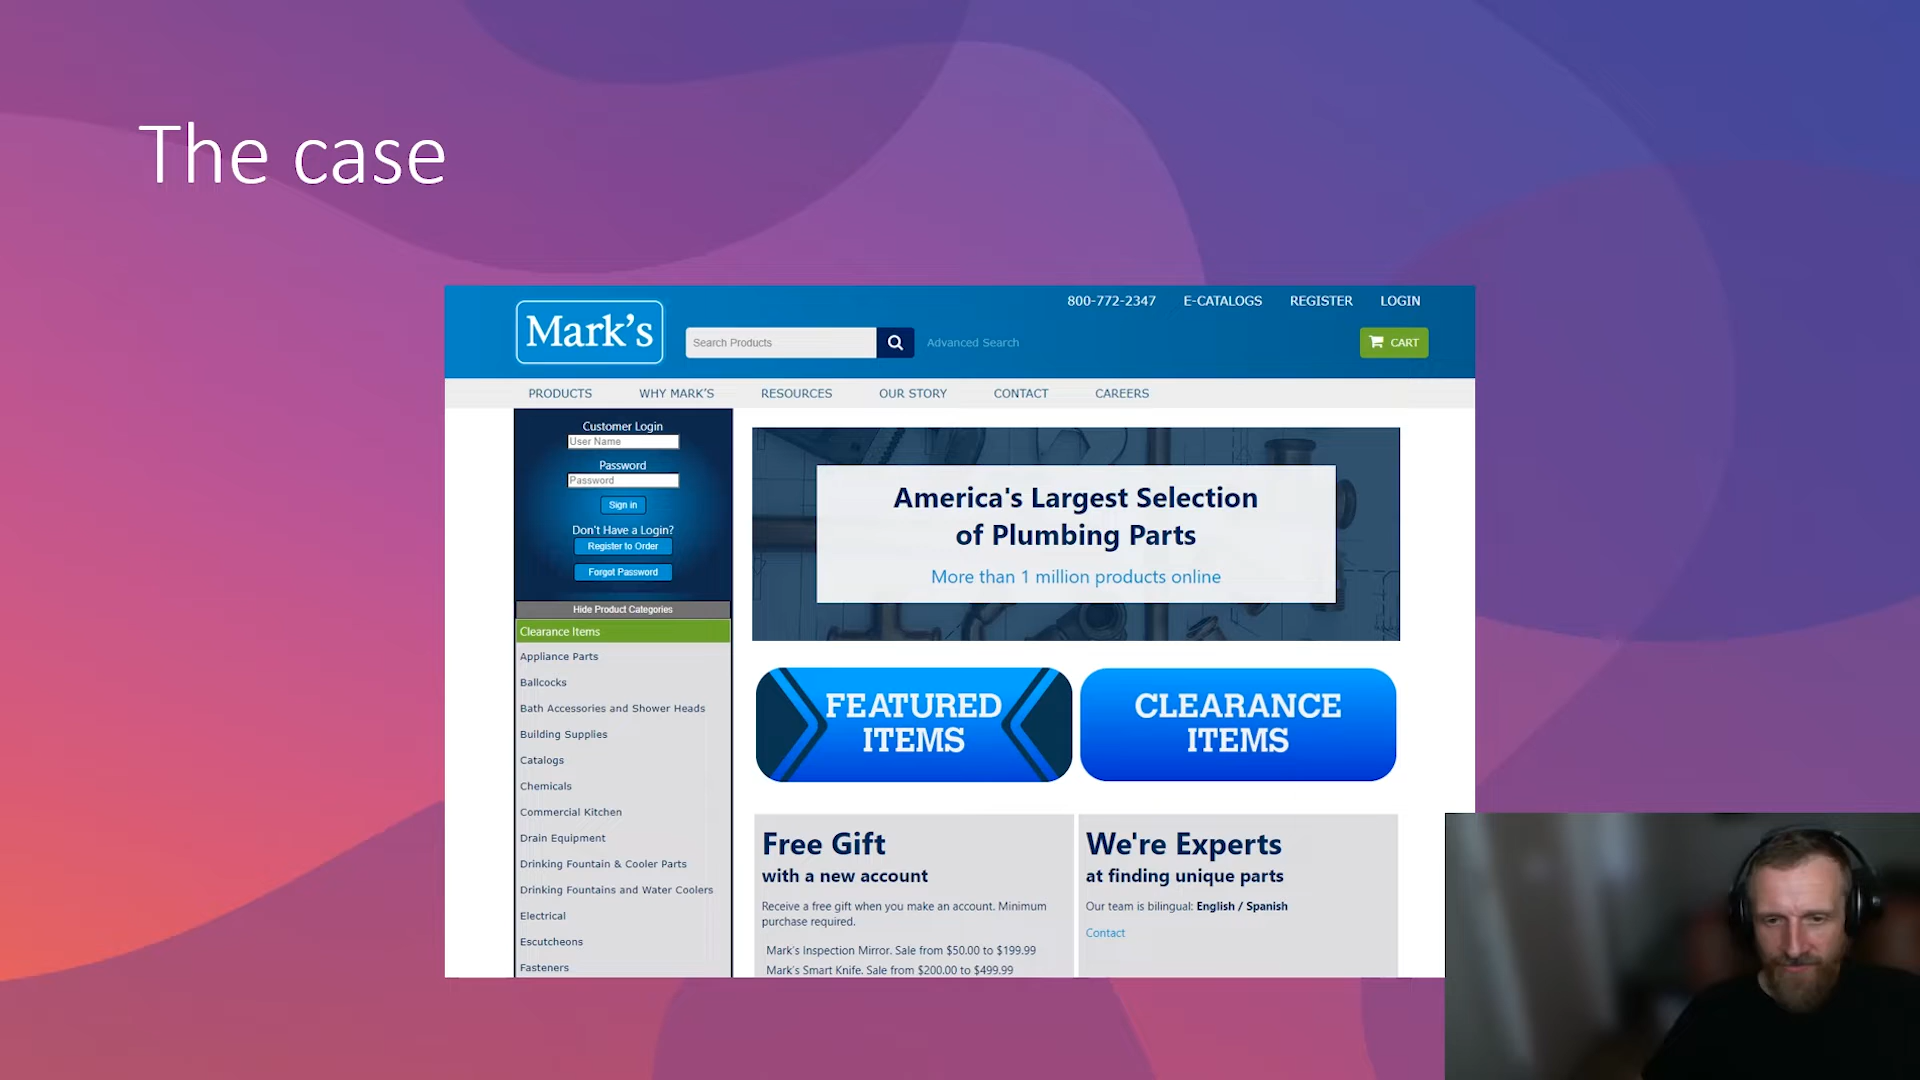 The case
Mark's
Search Products
Advanced Search
800-772-2347 E-CATALOGS REGISTER LOGIN
CART
PRODUCTS WHY MARK'S RESOURCES OUR STORY CONTACT CAREERS
Customer Login
User Name
Password
Password
Sign in
Don't Have a Login?
Register to Order
Forgot Password
Hide Product Categories
Clearance Items
Appliance Parts
Ballcocks
Bath Accessories and Shower Heads
Building Supplies
Catalogs
Chemicals
Commercial Kitchen
Drain Equipment
Drinking Fountain & Cooler Parts
Drinking Fountains and Water Coolers
Electrical
Escutcheons
Fasteners
America's Largest Selection
of Plumbing Parts
More than 1 million products online
FEATURED
ITEMS
CLEARANCE
ITEMS
Free Gift
with a new account
Receive a free gift when you make an account. Minimum
purchase required.
Mark's Inspection Mirror. Sale from $50.00 to $199.99
Mark's Smart Knife. Sale from $200.00 to $499.99
We're Experts
at finding unique parts
Our team is bilingual: English / Spanish
Contact